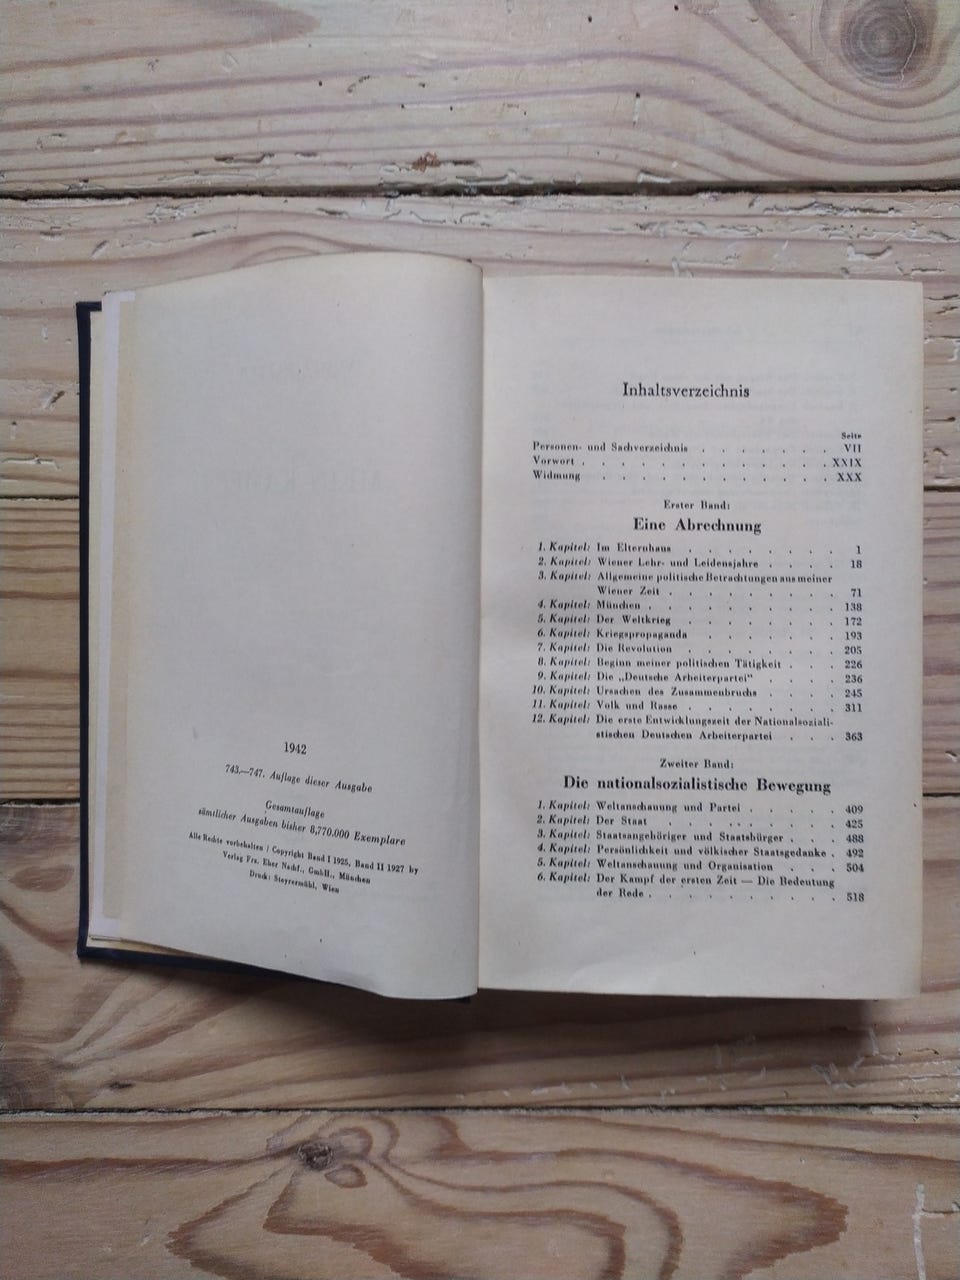 1942
743.—747. Auflage dieser Ausgabe
Gesamtauflage
sämtlicher Ausgaben bisher 8,770.000 Exemplare
Alle Rechte vorbehalten / Copyright Band I 1925, Band II 1927 by
Verlag Frz. Eher Nachf., GmbH., München
Druck: Steyrermühl, Wien
Inhaltsverzeichnis
Seite
Personen- und Sachverzeichnis . . . . . . . VII
Vorwort . . . . . . . . . . . . . XXIX
Widmung . . . . . . . . . . . . XXX
Erster Band:
Eine Abrechnung
1. Kapitel: Im Elternhaus . . . . . . . . 1
2. Kapitel: Wiener Lehr- und Leidensjahre . . . . 18
3. Kapitel: Allgemeine politische Betrachtungen aus meiner
Wiener Zeit . . . . . . . . . 71
4. Kapitel: München . . . . . . . . . . 138
5. Kapitel: Der Weltkrieg . . . . . . . . 172
6. Kapitel: Kriegspropaganda . . . . . . . 193
7. Kapitel: Die Revolution . . . . . . . . 205
8. Kapitel: Beginn meiner politischen Tätigkeit . . . 226
9. Kapitel: Die „Deutsche Arbeiterpartei“ . . . . 236
10. Kapitel: Ursachen des Zusammenbruchs . . . . 245
11. Kapitel: Volk und Rasse . . . . . . . . 311
12. Kapitel: Die erste Entwicklungszeit der Nationalsoziali-
stischen Deutschen Arbeiterpartei . . . 363
Zweiter Band:
Die nationalsozialistische Bewegung
1. Kapitel: Weltanschauung und Partei . . . . . 409
2. Kapitel: Der Staat . . . . . . . . . 425
3. Kapitel: Staatsangehöriger und Staatsbürger . . . 488
4. Kapitel: Persönlichkeit und völkischer Staatsgedanke . 492
5. Kapitel: Weltanschauung und Organisation . . . 504
6. Kapitel: Der Kampf der ersten Zeit — Die Bedeutung
der Rede . . . . . . . . . . 518